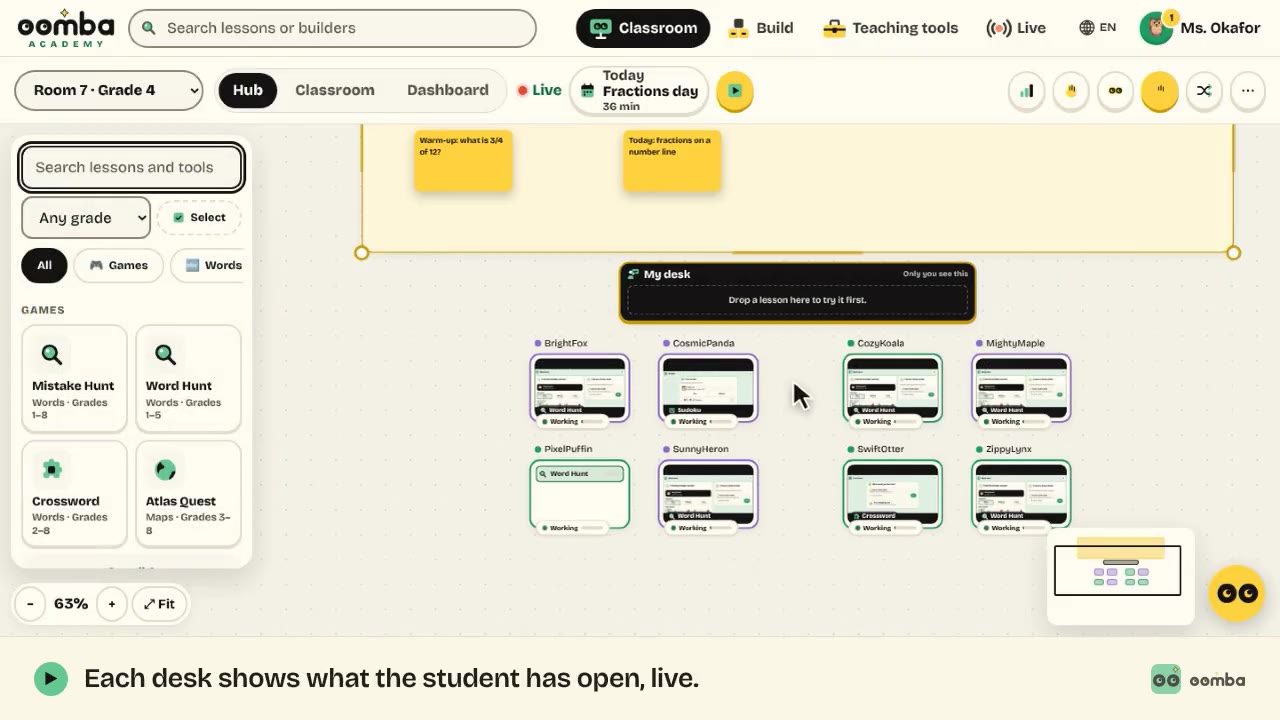 oomba
ACADEMY
Search lessons or builders
Classroom
Build
Teaching tools
Live
EN
1
Ms. Okafor
Room 7 · Grade 4
Hub
Classroom
Dashboard
Live
Today
Fractions day
36 min
Search lessons and tools
Any grade
Select
All
Games
Words
GAMES
Mistake Hunt
Words · Grades
1–8
Word Hunt
Words · Grades
1–5
Crossword
Words · Grades
2–8
Atlas Quest
Maps · Grades 3–
8
- 63% +
Fit
Warm-up: what is 3/4
of 12?
Today: fractions on a
number line
My desk
Only you see this
Drop a lesson here to try it first.
BrightFox
Word Hunt
Working
CosmicPanda
Sudoku
Working
CozyKoala
Word Hunt
Working
MightyMaple
Word Hunt
Working
PixelPuffin
Word Hunt
Working
SunnyHeron
Word Hunt
Working
SwiftOtter
Crossword
Working
ZippyLynx
Word Hunt
Working
Each desk shows what the student has open, live.
oomba